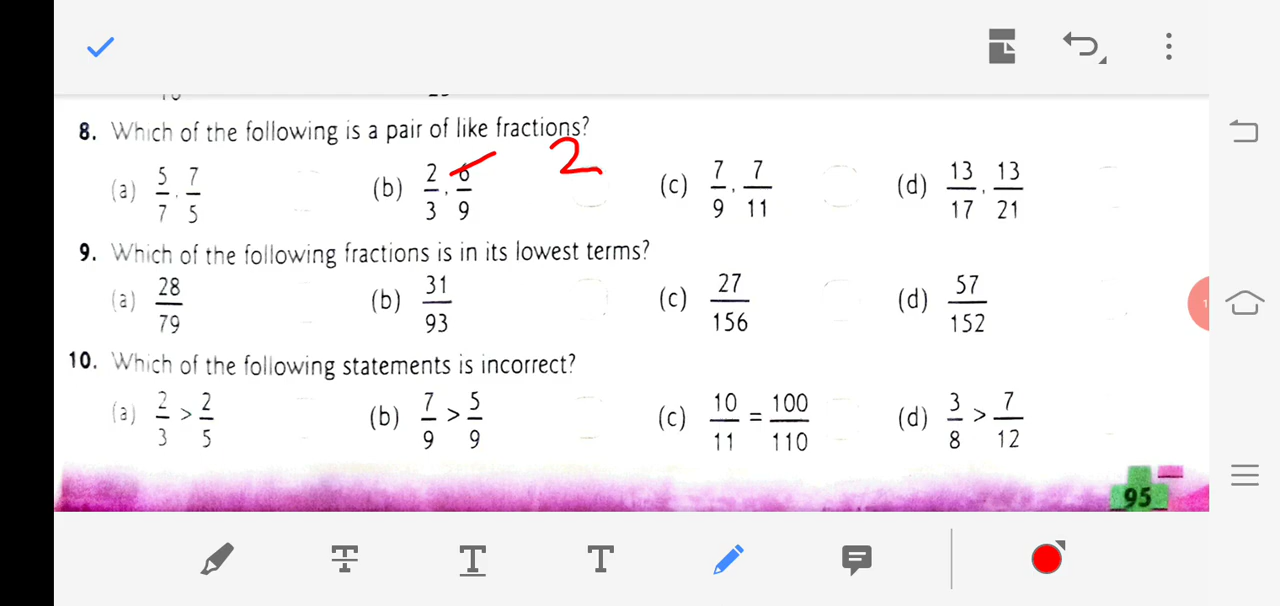 8. Which of the following is a pair of like fractions?
2
(a) 5/7, 7/5 (b) 2/3, 6/9 (c) 7/9, 7/11 (d) 13/17, 13/21
9. Which of the following fractions is in its lowest terms?
(a) 28/79 (b) 31/93 (c) 27/156 (d) 57/152
10. Which of the following statements is incorrect?
(a) 2/3 > 2/5 (b) 7/9 > 5/9 (c) 10/11 = 100/110 (d) 3/8 > 7/12
95
T T T